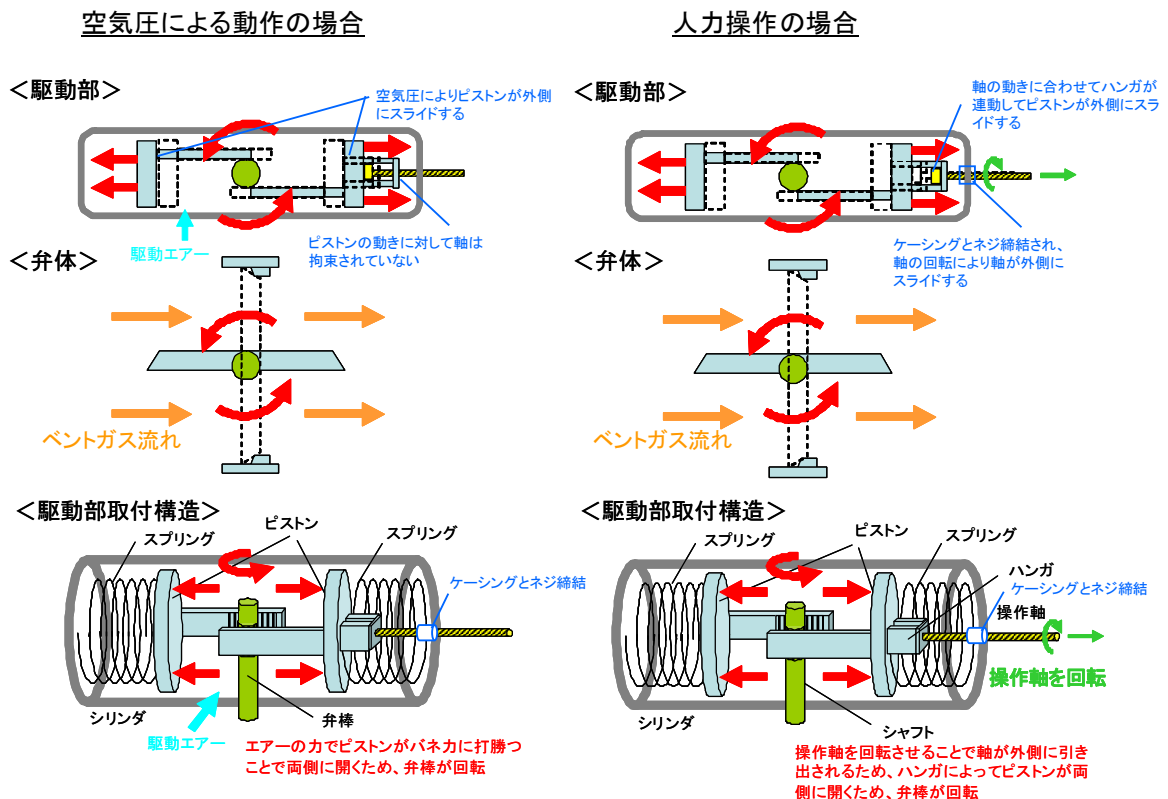 空気圧による動作の場合
＜駆動部＞
空気圧によりピストンが外側
にスライドする
駆動エアー
ピストンの動きに対して軸は
拘束されていない
＜弁体＞
ベントガス流れ
＜駆動部取付構造＞
スプリング
ピストン
スプリング
ケーシングとネジ締結
シリンダ
弁棒
駆動エアー
エアーの力でピストンがバネ力に打勝つ
ことで両側に開くため、弁棒が回転
人力操作の場合
＜駆動部＞
軸の動きに合わせてハンガが
連動してピストンが外側にスラ
イドする
ケーシングとネジ締結され、
軸の回転により軸が外側に
スライドする
＜弁体＞
ベントガス流れ
＜駆動部取付構造＞
スプリング
ピストン
スプリング
ハンガ
ケーシングとネジ締結
操作軸
操作軸を回転
シリンダ
シャフト
操作軸を回転させることで軸が外側に引き
出されるため、ハンガによってピストンが両
側に開くため、弁棒が回転